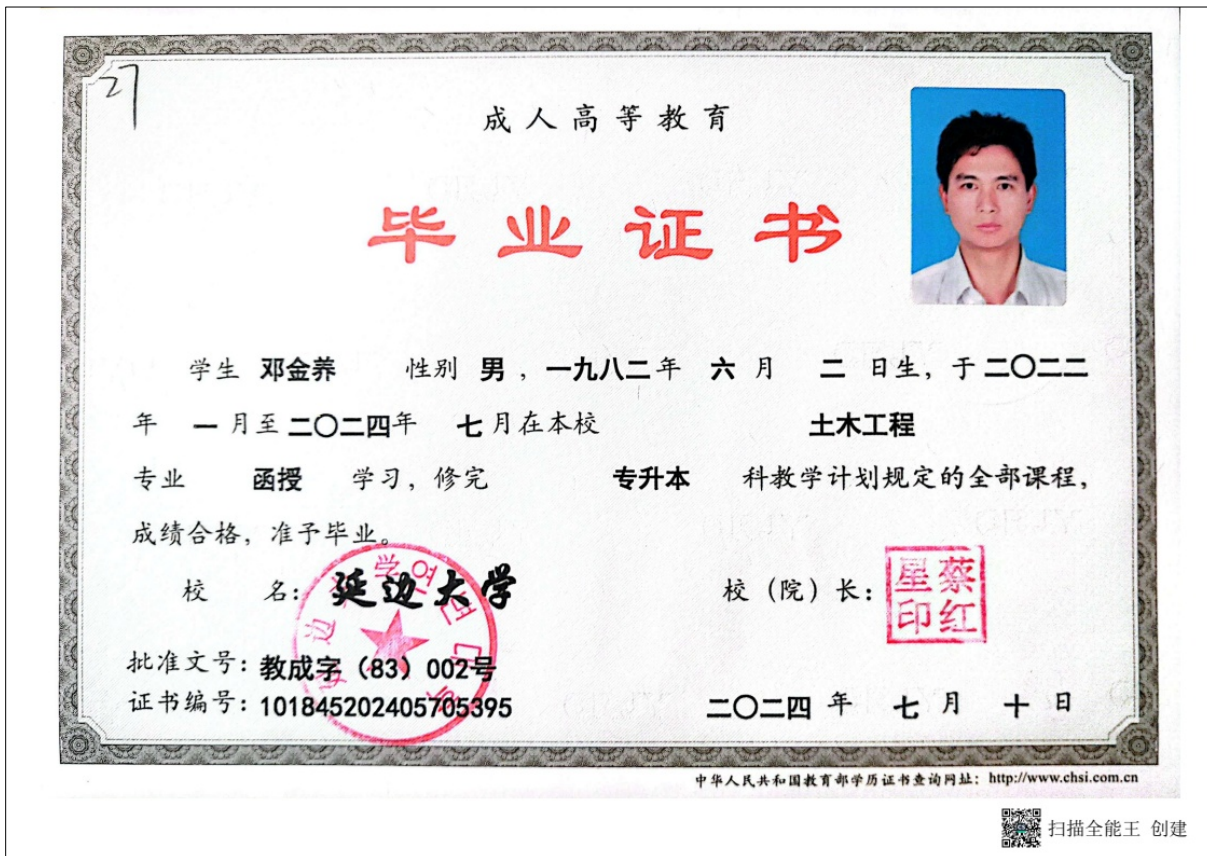 27
成人高等教育
毕业证书
学生 邓金养 性别 男，一九八二年 六月 二日生，于二〇二二
年 一月至二〇二四年 七月在本校 土木工程
专业 函授 学习，修完 专升本 科教学计划规定的全部课程，
成绩合格，准予毕业。
校 名：延边大学
校（院）长：
蔡红星印
批准文号：教成字（83）002号
证书编号：101845202405705395
二〇二四 年 七月 十日
中华人民共和国教育部学历证书查询网址：http://www.chsi.com.cn
扫描全能王 创建